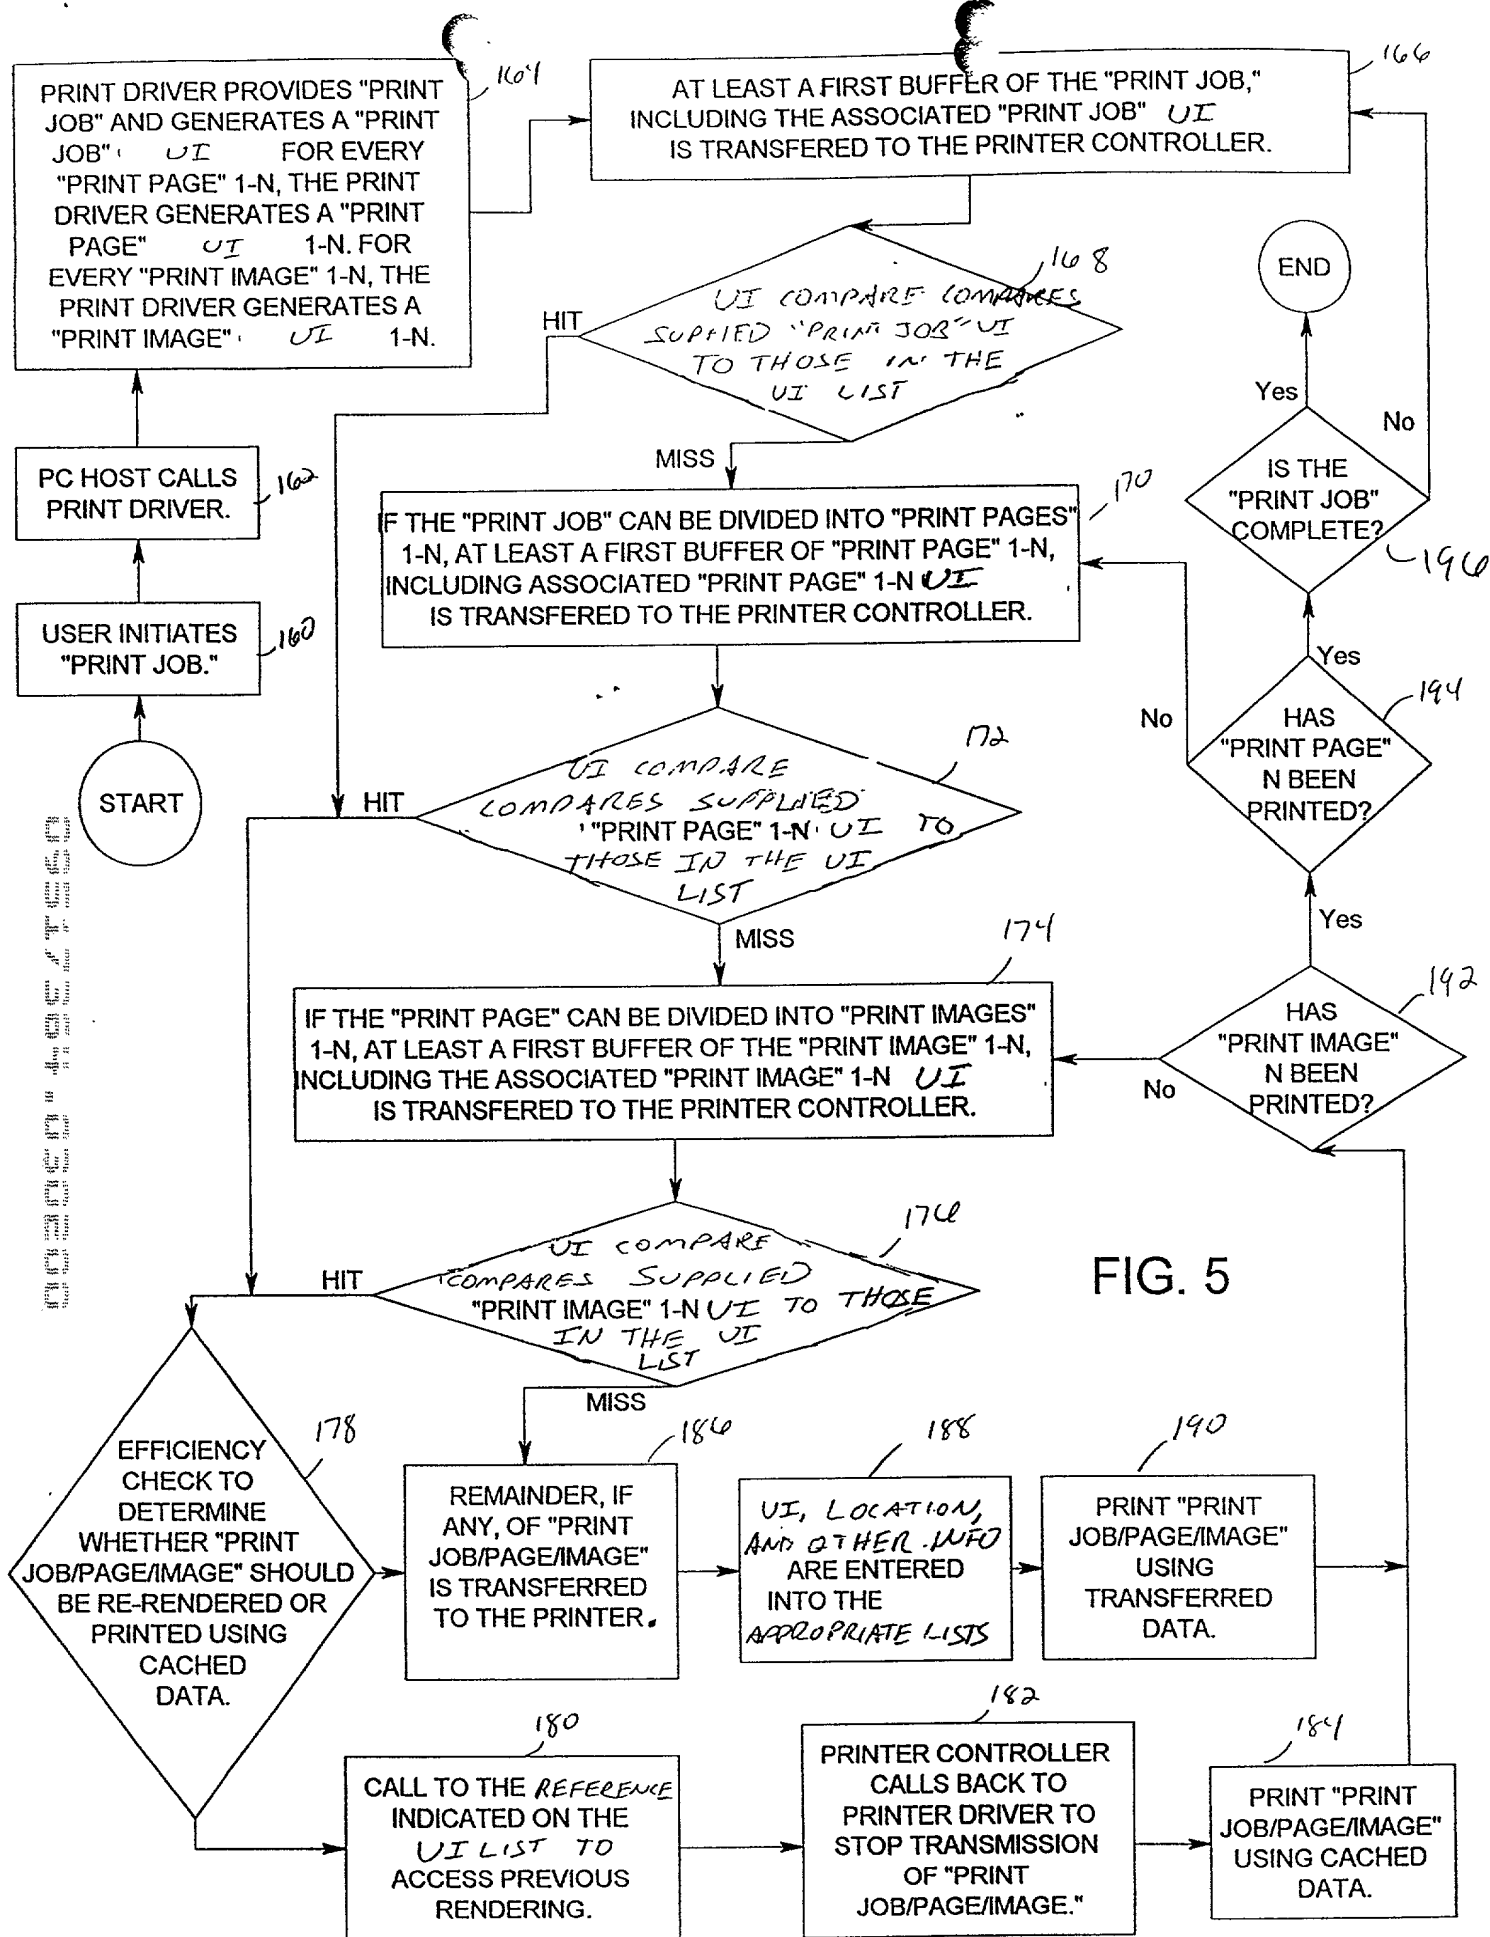 164
PRINT DRIVER PROVIDES "PRINT
JOB" AND GENERATES A "PRINT
JOB" UI FOR EVERY
"PRINT PAGE" 1-N, THE PRINT
DRIVER GENERATES A "PRINT
PAGE" UI 1-N. FOR
EVERY "PRINT IMAGE" 1-N, THE
PRINT DRIVER GENERATES A
"PRINT IMAGE" UI 1-N.
166
AT LEAST A FIRST BUFFER OF THE "PRINT JOB,"
INCLUDING THE ASSOCIATED "PRINT JOB" UI
IS TRANSFERED TO THE PRINTER CONTROLLER.
168
UI COMPARE COMPARES
SUPPLIED "PRINT JOB" UI
TO THOSE IN THE
UI LIST
HIT
MISS
END
Yes
No
IS THE
"PRINT JOB"
COMPLETE?
196
PC HOST CALLS
PRINT DRIVER.
162
USER INITIATES
"PRINT JOB."
160
START
170
IF THE "PRINT JOB" CAN BE DIVIDED INTO "PRINT PAGES"
1-N, AT LEAST A FIRST BUFFER OF "PRINT PAGE" 1-N,
INCLUDING ASSOCIATED "PRINT PAGE" 1-N UI
IS TRANSFERED TO THE PRINTER CONTROLLER.
Yes
No
194
HAS
"PRINT PAGE"
N BEEN
PRINTED?
172
UI COMPARE
COMPARES SUPPLIED
"PRINT PAGE" 1-N UI TO
THOSE IN THE UI
LIST
HIT
MISS
Yes
174
IF THE "PRINT PAGE" CAN BE DIVIDED INTO "PRINT IMAGES"
1-N, AT LEAST A FIRST BUFFER OF THE "PRINT IMAGE" 1-N,
INCLUDING THE ASSOCIATED "PRINT IMAGE" 1-N UI
IS TRANSFERED TO THE PRINTER CONTROLLER.
192
HAS
"PRINT IMAGE"
N BEEN
PRINTED?
No
176
UI COMPARE
COMPARES SUPPLIED
"PRINT IMAGE" 1-N UI TO THOSE
IN THE UI
LIST
HIT
MISS
FIG. 5
178
EFFICIENCY
CHECK TO
DETERMINE
WHETHER "PRINT
JOB/PAGE/IMAGE" SHOULD
BE RE-RENDERED OR
PRINTED USING
CACHED
DATA.
186
REMAINDER, IF
ANY, OF "PRINT
JOB/PAGE/IMAGE"
IS TRANSFERRED
TO THE PRINTER.
188
UI, LOCATION,
AND OTHER INFO
ARE ENTERED
INTO THE
APPROPRIATE LISTS
190
PRINT "PRINT
JOB/PAGE/IMAGE"
USING
TRANSFERRED
DATA.
180
CALL TO THE REFERENCE
INDICATED ON THE
UI LIST TO
ACCESS PREVIOUS
RENDERING.
182
PRINTER CONTROLLER
CALLS BACK TO
PRINTER DRIVER TO
STOP TRANSMISSION
OF "PRINT
JOB/PAGE/IMAGE."
184
PRINT "PRINT
JOB/PAGE/IMAGE"
USING CACHED
DATA.